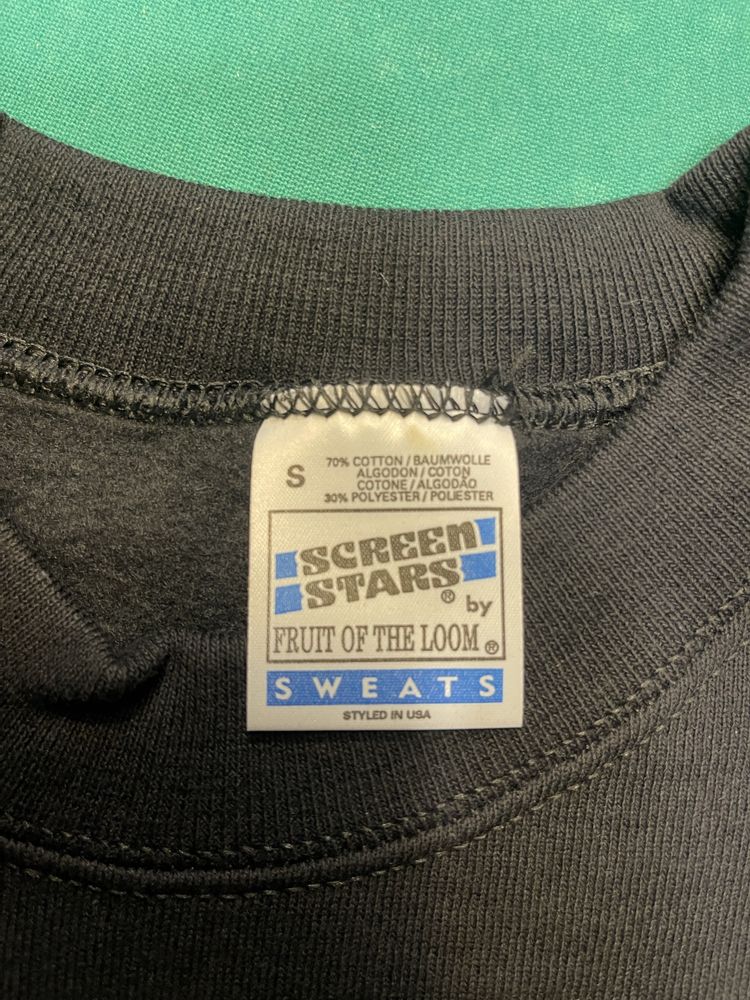 S
70% COTTON / BAUMWOLLE
ALGODON / COTON
COTONE / ALGODÃO
30% POLYESTER / POLIESTER
SCREEN
STARS®
by
FRUIT OF THE LOOM®
SWEATS
STYLED IN USA